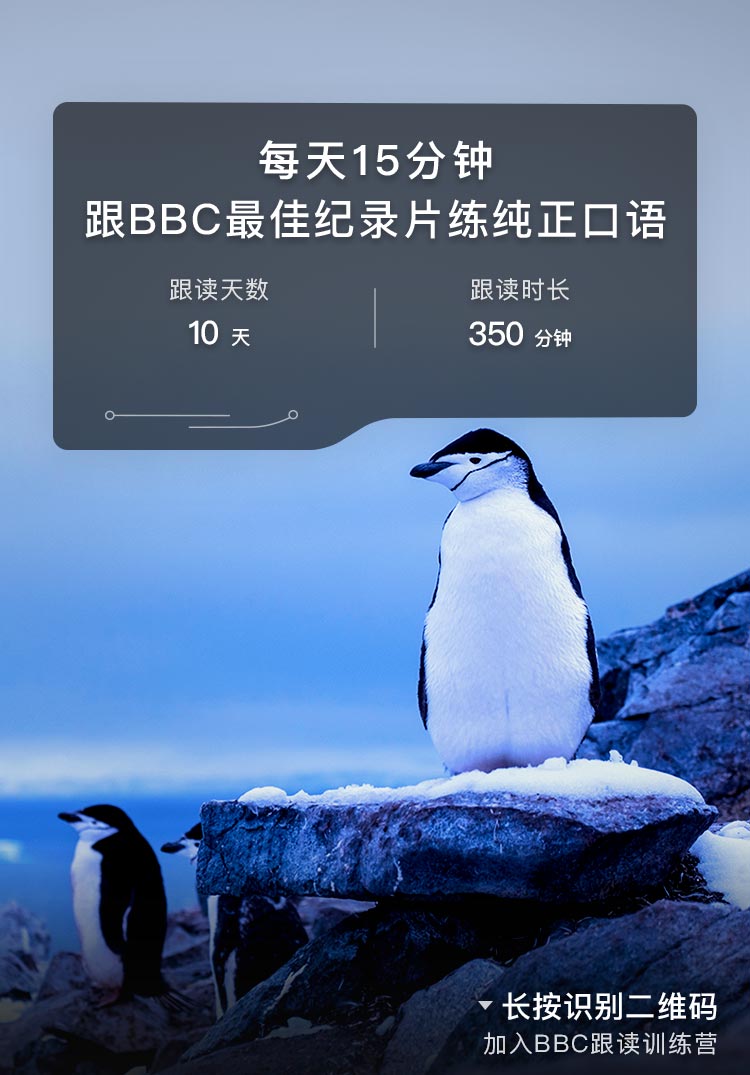 每天15分钟
跟BBC最佳纪录片练纯正口语
跟读天数
10 天
跟读时长
350 分钟
长按识别二维码
加入BBC跟读训练营